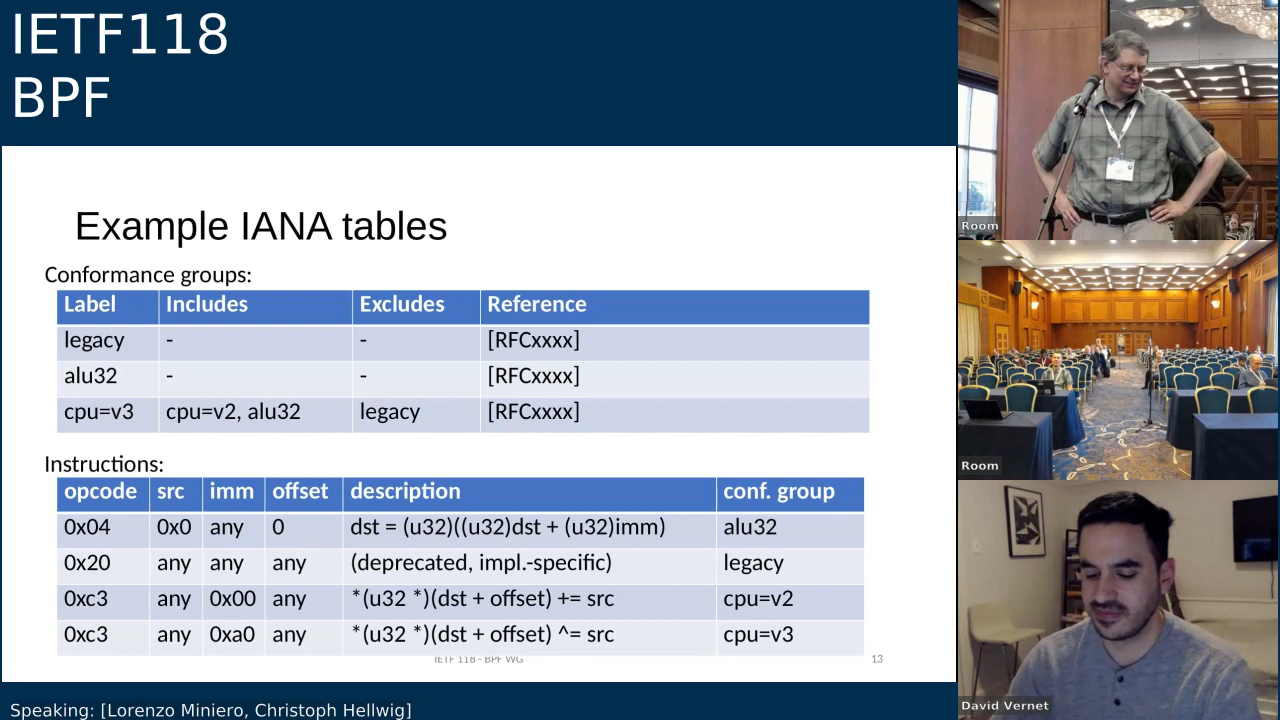 IETF118
BPF
Example IANA tables
Conformance groups:
Label Includes Excludes Reference
legacy - - [RFCxxxx]
alu32 - - [RFCxxxx]
cpu=v3 cpu=v2, alu32 legacy [RFCxxxx]
Instructions:
opcode src imm offset description conf. group
0x04 0x0 any 0 dst = (u32)((u32)dst + (u32)imm) alu32
0x20 any any any (deprecated, impl.-specific) legacy
0xc3 any 0x00 any *(u32 *)(dst + offset) += src cpu=v2
0xc3 any 0xa0 any *(u32 *)(dst + offset) ^= src cpu=v3
IETF 118 - BPF WG 13
Speaking: [Lorenzo Miniero, Christoph Hellwig]
Room
Room
David Vernet